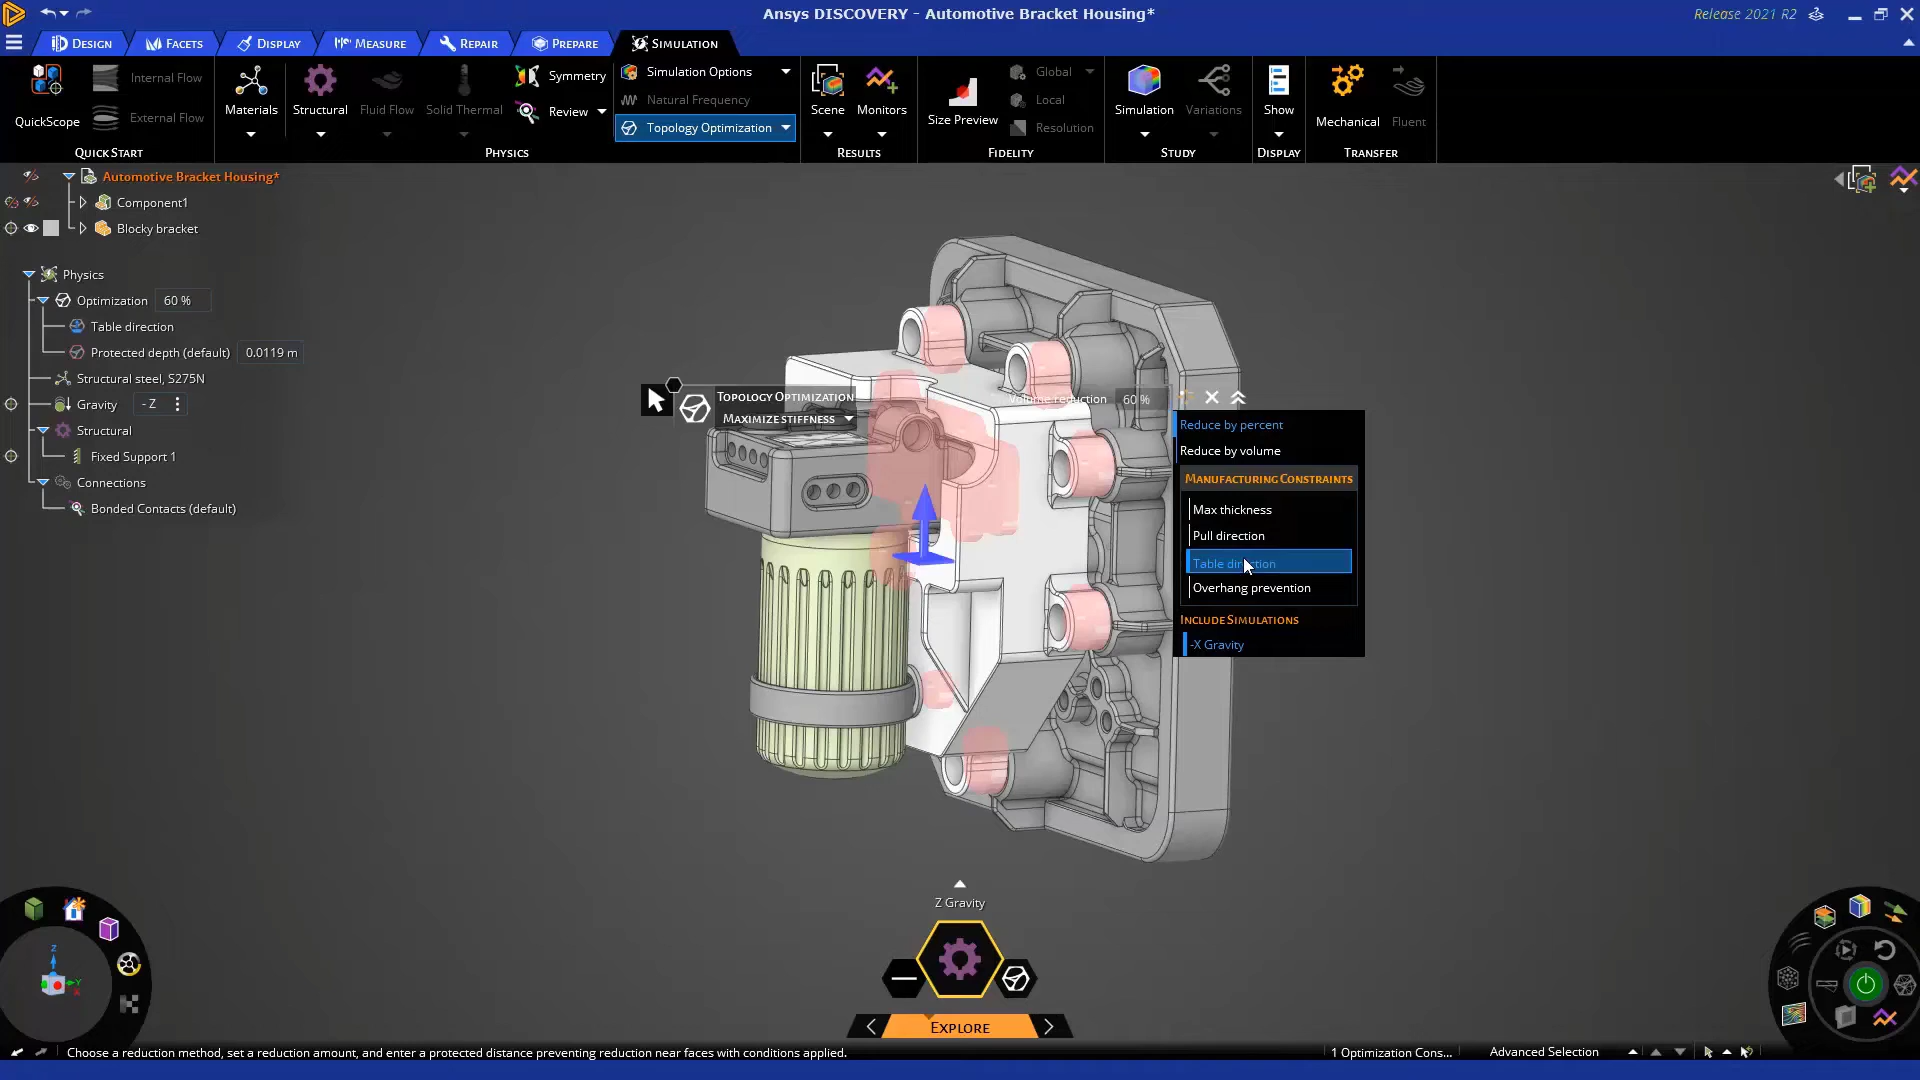 Ansys DISCOVERY - Automotive Bracket Housing*
Release 2021 R2
DESIGN
FACETS
DISPLAY
MEASURE
REPAIR
PREPARE
SIMULATION
QuickScope
Internal Flow
External Flow
QUICK START
Materials
Structural
Fluid Flow
Solid Thermal
Symmetry
Review
Simulation Options
Natural Frequency
Topology Optimization
PHYSICS
Scene
Monitors
RESULTS
Size Preview
Global
Local
Resolution
FIDELITY
Simulation
Variations
STUDY
Show
DISPLAY
Mechanical
Fluent
TRANSFER
Automotive Bracket Housing*
Component1
Blocky bracket
Physics
Optimization 60 %
Table direction
Protected depth (default) 0.0119 m
Structural steel, S275N
Gravity -Z
Structural
Fixed Support 1
Connections
Bonded Contacts (default)
TOPOLOGY OPTIMIZATION
MAXIMIZE STIFFNESS
Volume reduction 60 %
Reduce by percent
Reduce by volume
MANUFACTURING CONSTRAINTS
Max thickness
Pull direction
Table direction
Overhang prevention
INCLUDE SIMULATIONS
-X Gravity
Z Gravity
EXPLORE
Z
Y
X
Choose a reduction method, set a reduction amount, and enter a protected distance preventing reduction near faces with conditions applied.
1 Optimization Cons...
Advanced Selection